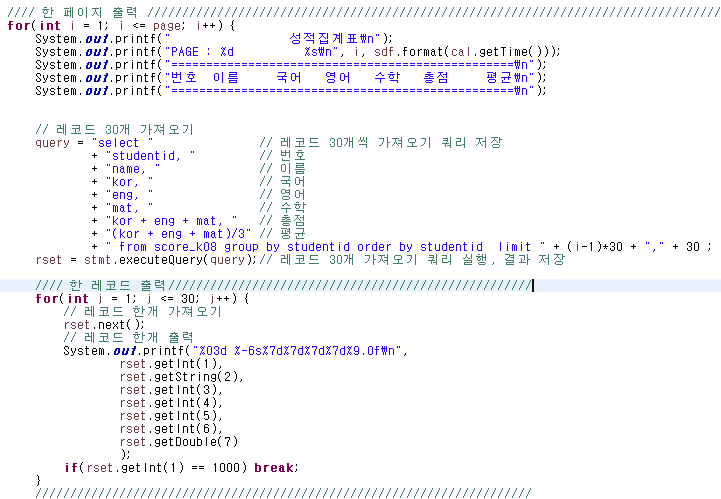 //// 한 페이지 출력 //////////////////////////////////////////////////////////////////////////////////
for(int i = 1; i <= page; i++) {
    System.out.printf("                 성적집계표₩n");
    System.out.printf("PAGE : %d          %s₩n", i, sdf.format(cal.getTime()));
    System.out.printf("=================================================₩n");
    System.out.printf("번호  이름     국어   영어   수학   총점     평균₩n");
    System.out.printf("=================================================₩n");
    // 레코드 30개 가져오기
    query = "select "               // 레코드 30개씩 가져오기 쿼리 저장
            + "studentid, "         // 번호
            + "name, "              // 이름
            + "kor, "               // 국어
            + "eng, "               // 영어
            + "mat, "               // 수학
            + "kor + eng + mat, "   // 총점
            + "(kor + eng + mat)/3" // 평균
            + " from score_k08 group by studentid order by studentid  limit " + (i-1)*30 + "," + 30 ;
    rset = stmt.executeQuery(query);// 레코드 30개 가져오기 쿼리 실행, 결과 저장
    //// 한 레코드 출력////////////////////////////////////////////////////
    for(int j = 1; j <= 30; j++) {
        // 레코드 한개 가져오기
        rset.next();
        // 레코드 한개 출력
        System.out.printf("%03d %-6s%7d%7d%7d%7d%9.0f₩n",
                rset.getInt(1),
                rset.getString(2),
                rset.getInt(3),
                rset.getInt(4),
                rset.getInt(5),
                rset.getInt(6),
                rset.getDouble(7)
                );
        if(rset.getInt(1) == 1000) break;
    }
    ///////////////////////////////////////////////////////////////////////